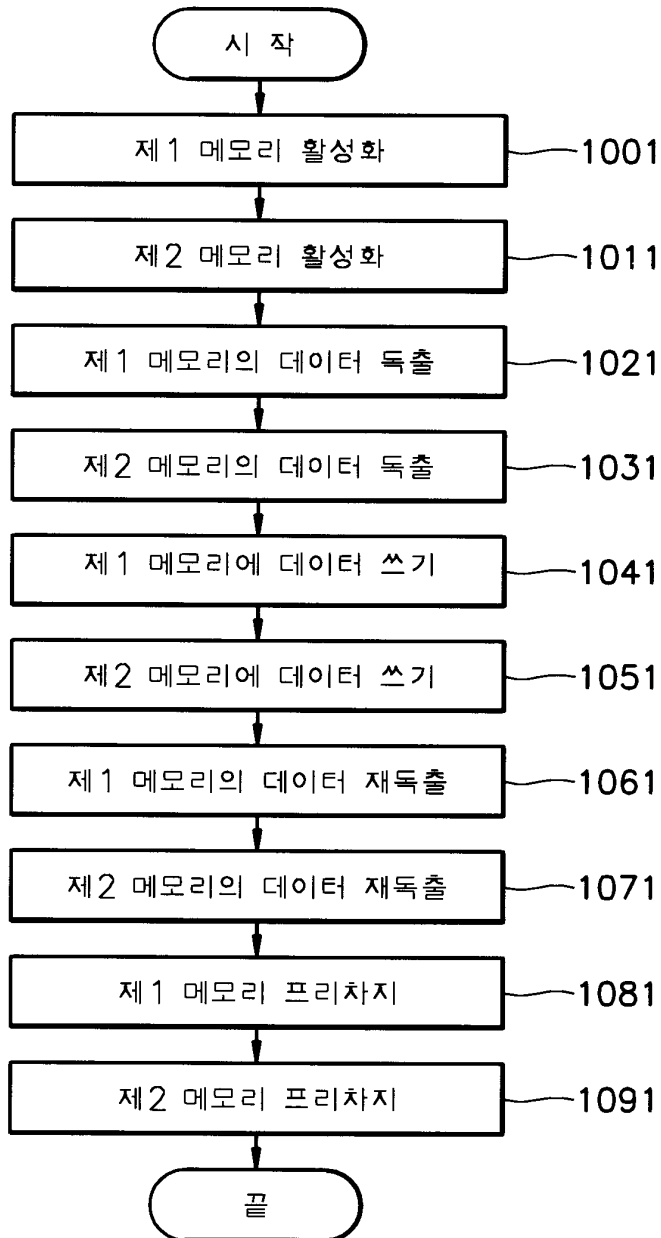 시 작
제1 메모리 활성화
1001
제2 메모리 활성화
1011
제1 메모리의 데이터 독출
1021
제2 메모리의 데이터 독출
1031
제1 메모리에 데이터 쓰기
1041
제2 메모리에 데이터 쓰기
1051
제1 메모리의 데이터 재독출
1061
제2 메모리의 데이터 재독출
1071
제1 메모리 프리차지
1081
제2 메모리 프리차지
1091
끝